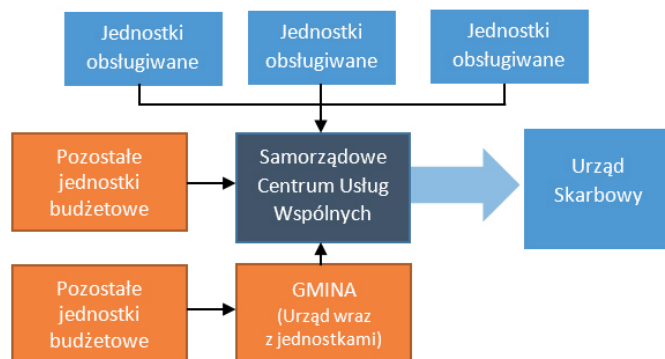 Jednostki
obsługiwane
Jednostki
obsługiwane
Jednostki
obsługiwane
Pozostałe
jednostki
budżetowe
Samorządowe
Centrum Usług
Wspólnych
Urząd
Skarbowy
Pozostałe
jednostki
budżetowe
GMINA
(Urząd wraz
z jednostkami)